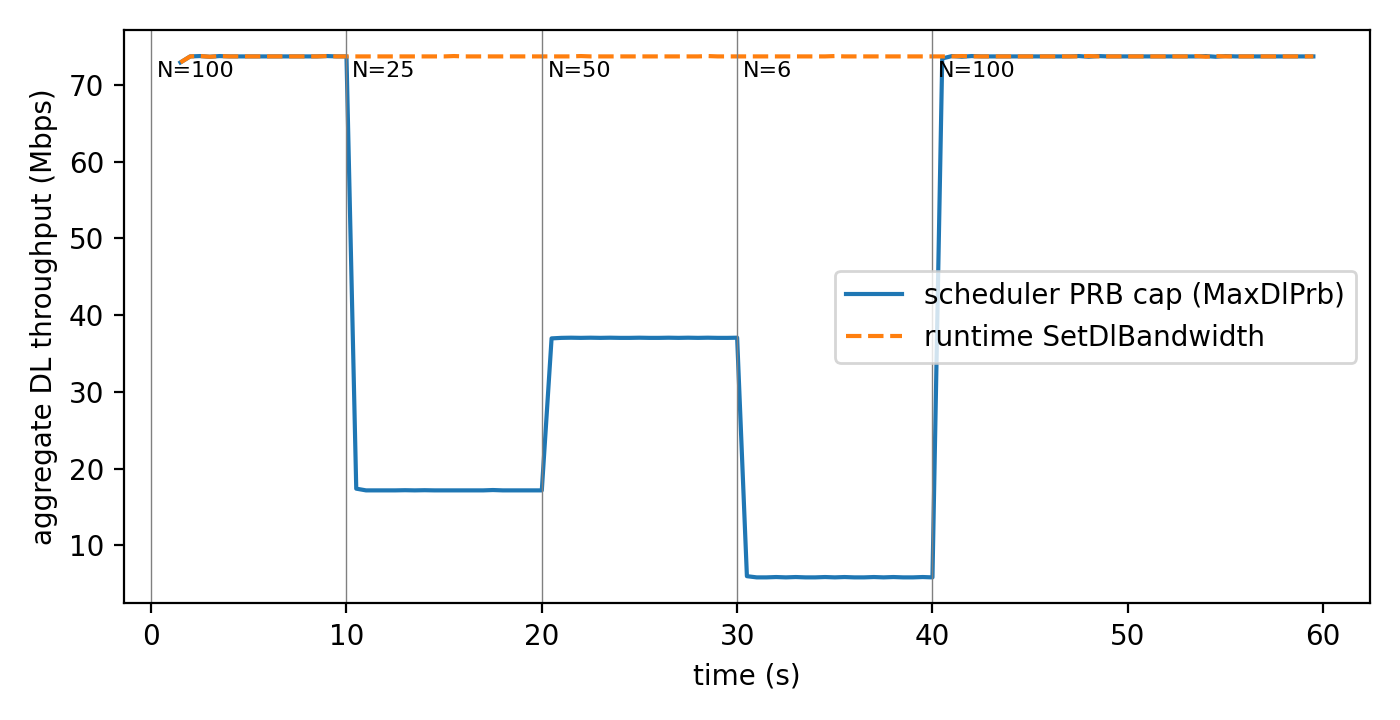 aggregate DL throughput (Mbps)
70
60
50
40
30
20
10
N=100 N=25 N=50 N=6 N=100
scheduler PRB cap (MaxDlPrb)
runtime SetDlBandwidth
0 10 20 30 40 50 60
time (s)